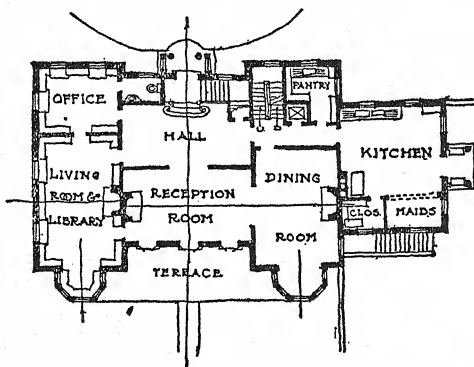 OFFICE
PANTRY
HALL
KITCHEN
LIVING
ROOM &
LIBRARY
RECEPTION
ROOM
DINING
ROOM
CLOS.
MAIDS
TERRACE